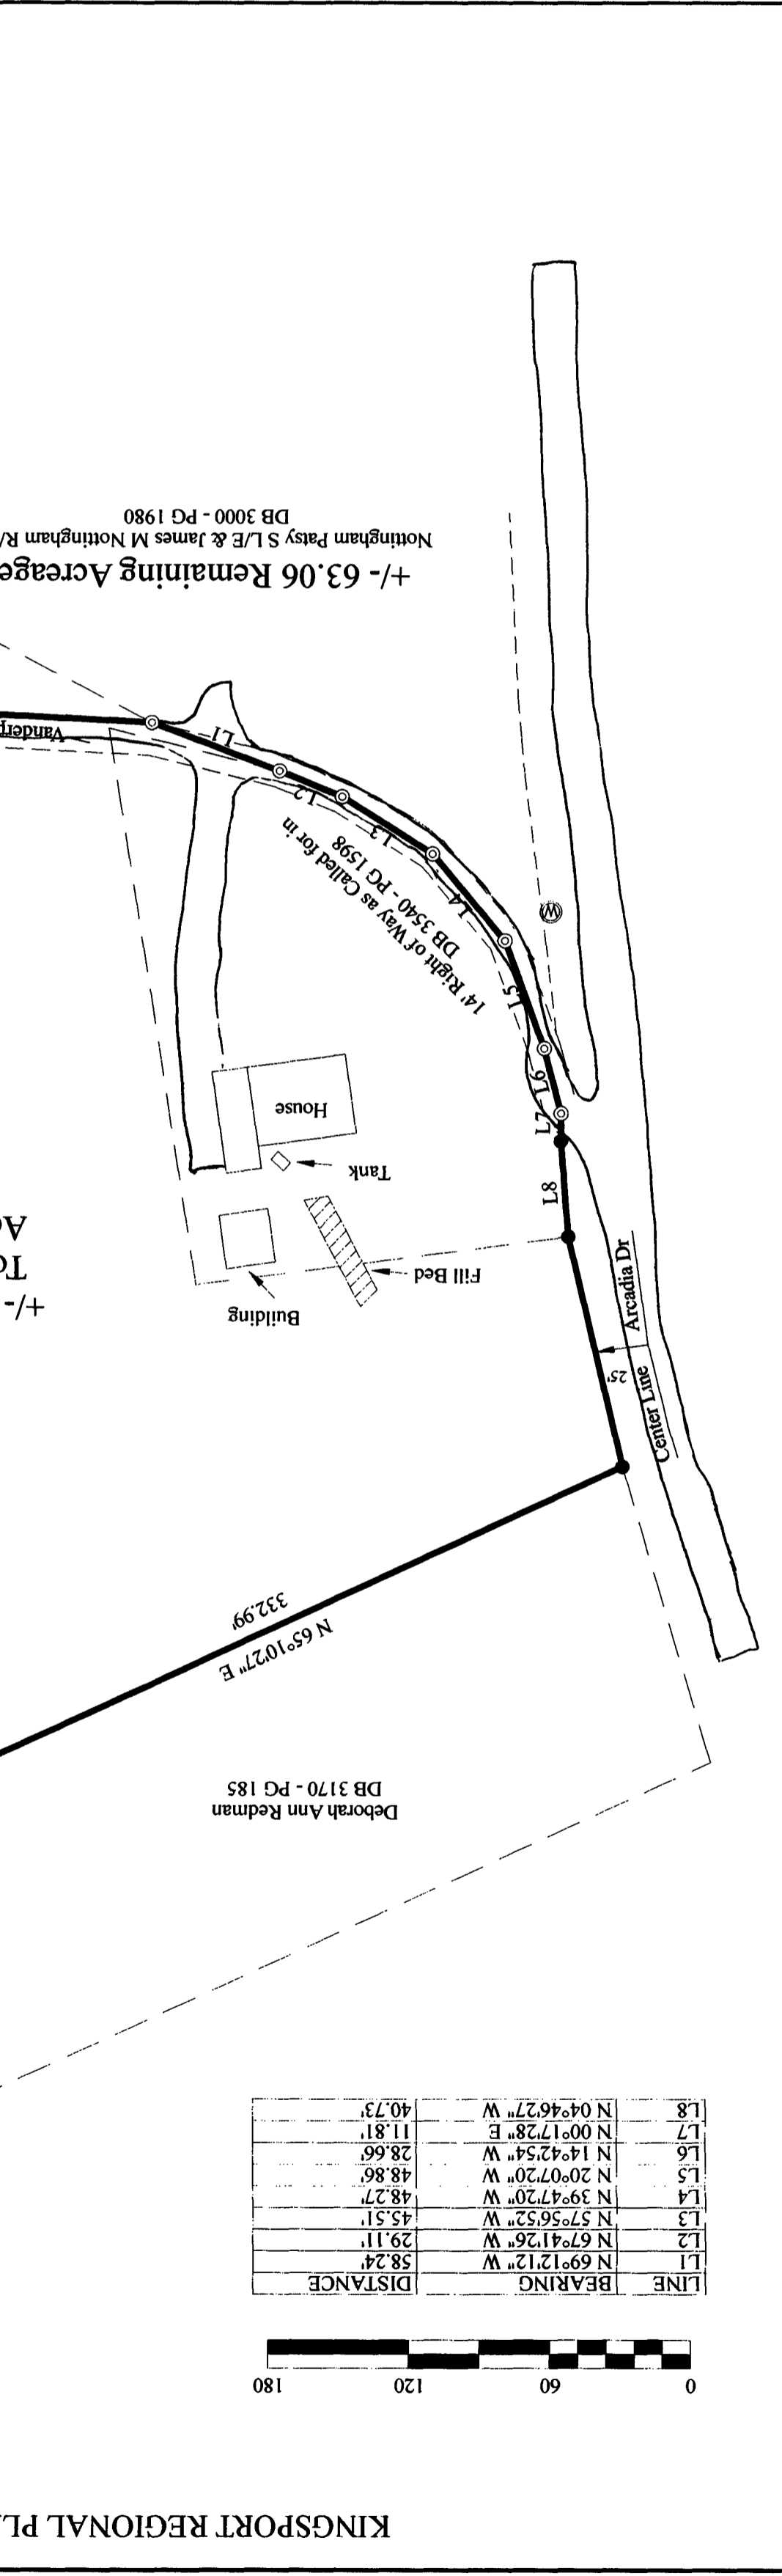 KINGSPORT REGIONAL PL
0 60 120 180
LINE BEARING DISTANCE
L1 N 69°12'12" W 58.24'
L2 N 67°41'26" W 29.11'
L3 N 57°56'52" W 45.51'
L4 N 39°47'20" W 48.27'
L5 N 20°07'20" W 48.86'
L6 N 14°42'54" W 28.66'
L7 N 00°17'28" E 11.81'
L8 N 04°46'27" W 40.73'
Deborah Ann Redman
DB 3170 - PG 185
N 65°10'27" E
332.99'
Center Line
25'
Arcadia Dr
Building
Fill Bed
+/-
To
Ac
L8
Tank
House
L7
L6
L5
14' Right of Way as Called for in
DB 3540 - PG 1598
W
L4
L3
L2
L1
Vanderp
+/- 63.06 Remaining Acreage
Nottingham Patsy S L/E & James M Nottingham R/
DB 3000 - PG 1980